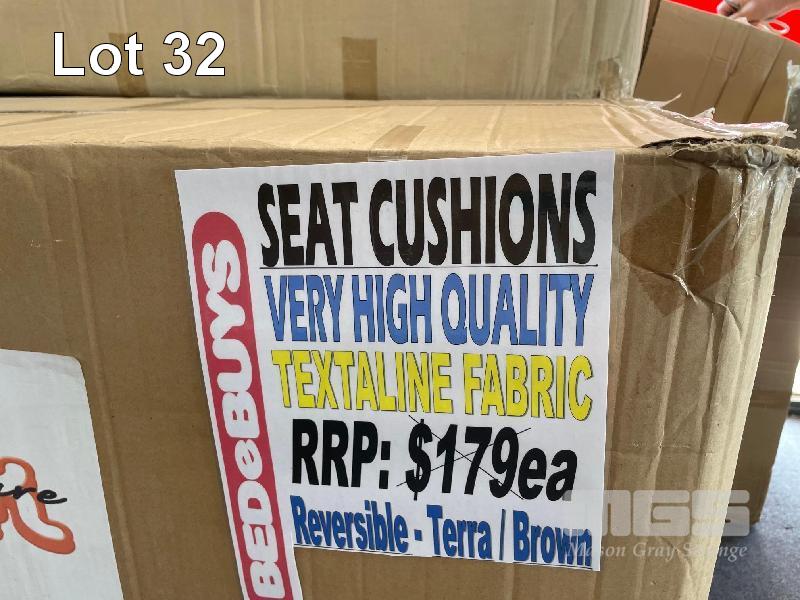 Lot 32
SEAT CUSHIONS
VERY HIGH QUALITY
TEXTALINE FABRIC
RRP: $179ea
Reversible - Terra / Brown
BEDeBUYS
MGS
Mason Gray Strange